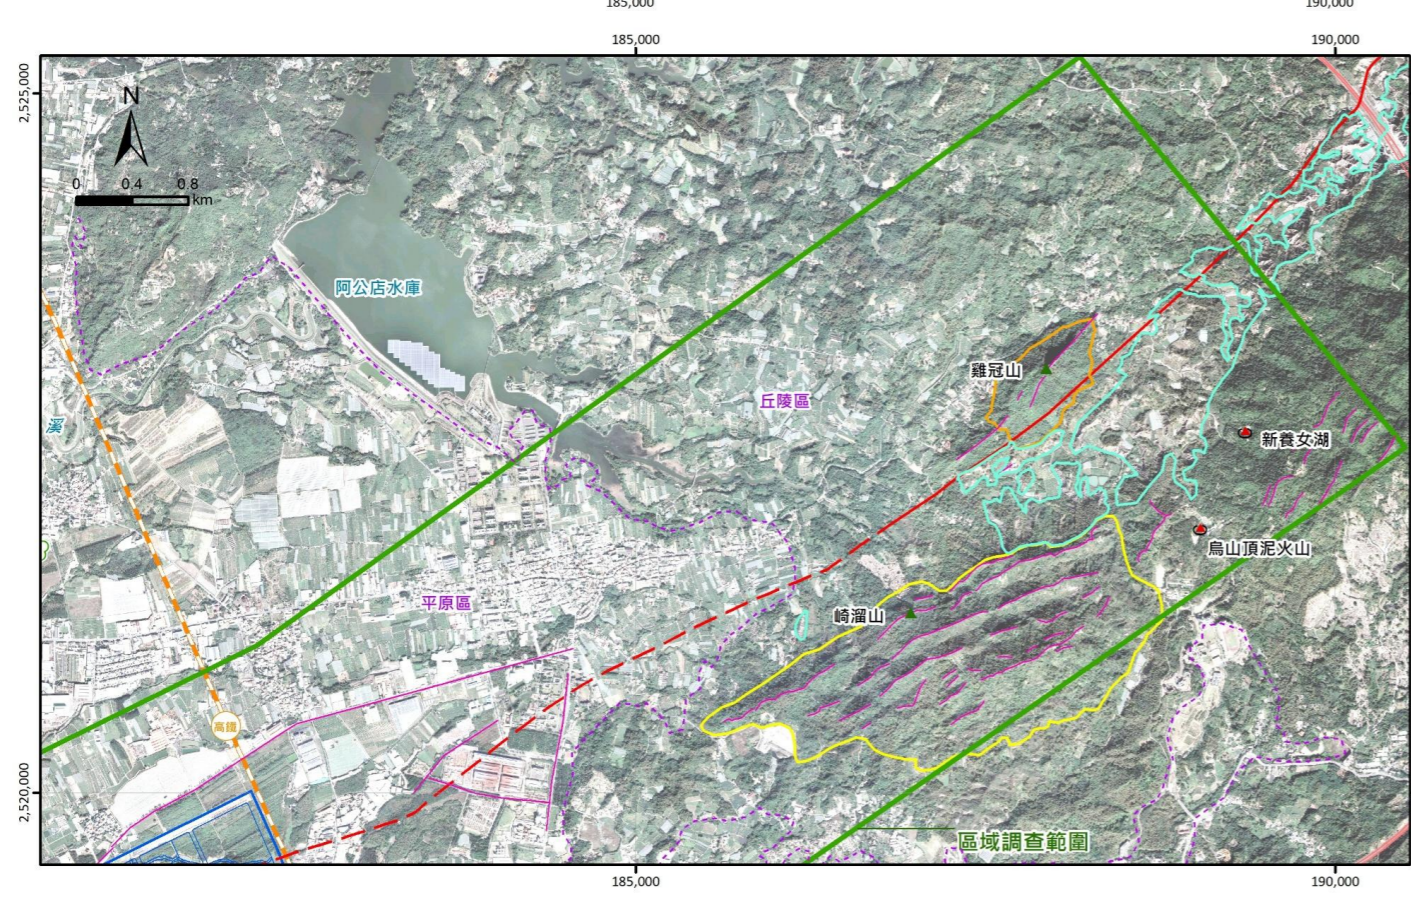 185,000
190,000
185,000
190,000
2,525,000
N
0
0.4
0.8
km
阿公店水庫
雞冠山
丘陵區
溪
新養女湖
烏山頂泥火山
平原區
崎溜山
高鐵
2,520,000
區域調查範圍
185,000
190,000